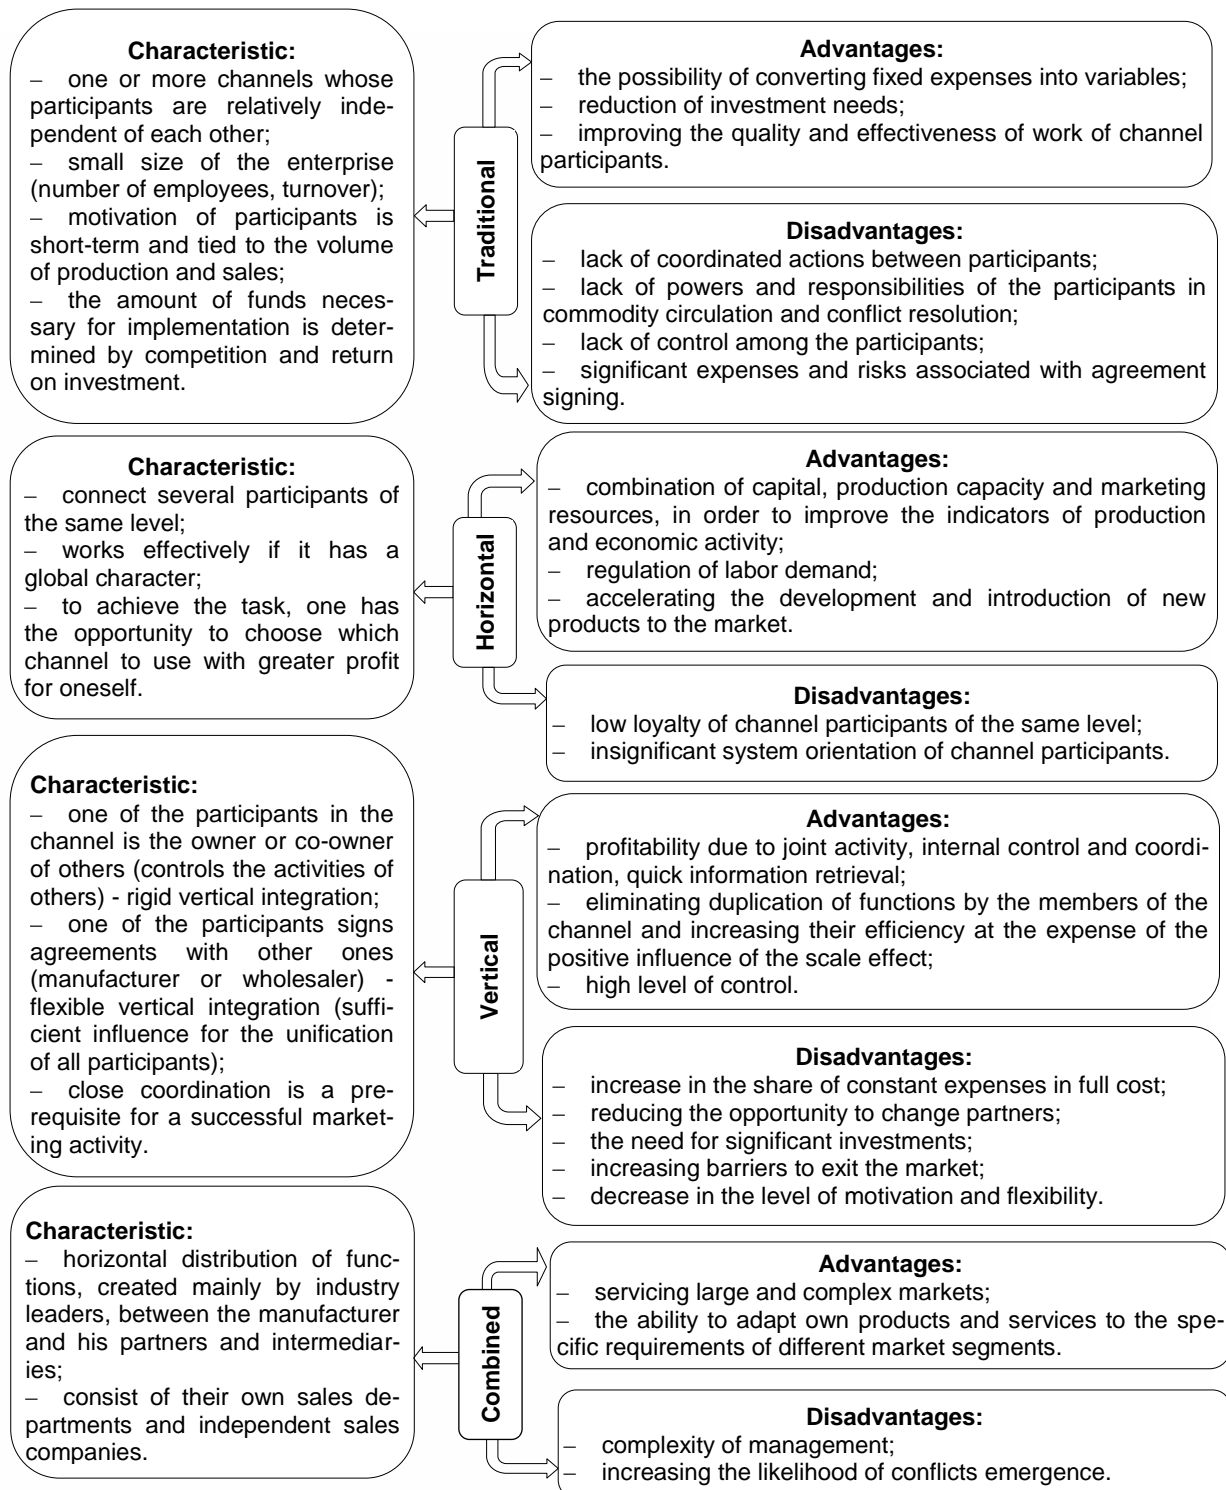 Characteristic:
– one or more channels whose
participants are relatively inde-
pendent of each other;
– small size of the enterprise
(number of employees, turnover);
– motivation of participants is
short-term and tied to the volume
of production and sales;
– the amount of funds neces-
sary for implementation is deter-
mined by competition and return
on investment.
Traditional
Advantages:
– the possibility of converting fixed expenses into variables;
– reduction of investment needs;
– improving the quality and effectiveness of work of channel
participants.
Disadvantages:
– lack of coordinated actions between participants;
– lack of powers and responsibilities of the participants in
commodity circulation and conflict resolution;
– lack of control among the participants;
– significant expenses and risks associated with agreement
signing.
Characteristic:
– connect several participants of
the same level;
– works effectively if it has a
global character;
– to achieve the task, one has
the opportunity to choose which
channel to use with greater profit
for oneself.
Horizontal
Advantages:
– combination of capital, production capacity and marketing
resources, in order to improve the indicators of production
and economic activity;
– regulation of labor demand;
– accelerating the development and introduction of new
products to the market.
Disadvantages:
– low loyalty of channel participants of the same level;
– insignificant system orientation of channel participants.
Characteristic:
– one of the participants in the
channel is the owner or co-owner
of others (controls the activities of
others) - rigid vertical integration;
– one of the participants signs
agreements with other ones
(manufacturer or wholesaler) -
flexible vertical integration (suffi-
cient influence for the unification
of all participants);
– close coordination is a pre-
requisite for a successful market-
ing activity.
Vertical
Advantages:
– profitability due to joint activity, internal control and coordi-
nation, quick information retrieval;
– eliminating duplication of functions by the members of the
channel and increasing their efficiency at the expense of the
positive influence of the scale effect;
– high level of control.
Disadvantages:
– increase in the share of constant expenses in full cost;
– reducing the opportunity to change partners;
– the need for significant investments;
– increasing barriers to exit the market;
– decrease in the level of motivation and flexibility.
Characteristic:
– horizontal distribution of func-
tions, created mainly by industry
leaders, between the manufacturer
and his partners and intermediar-
ies;
– consist of their own sales de-
partments and independent sales
companies.
Combined
Advantages:
– servicing large and complex markets;
– the ability to adapt own products and services to the spe-
cific requirements of different market segments.
Disadvantages:
– complexity of management;
– increasing the likelihood of conflicts emergence.